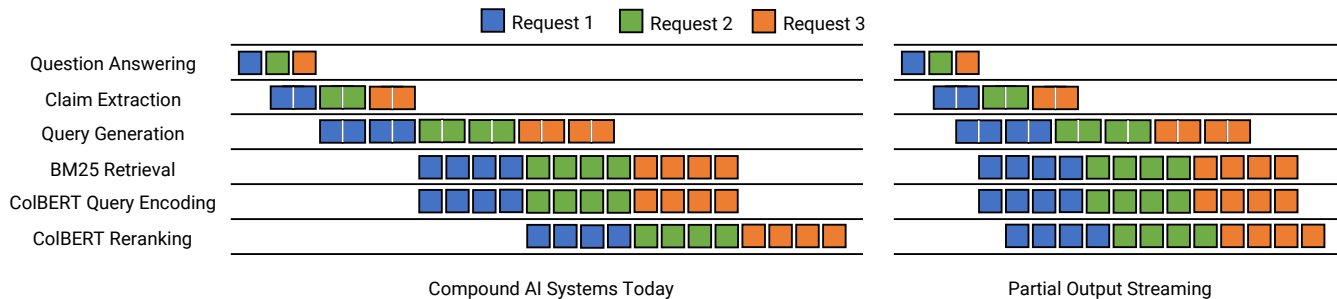 Request 1 Request 2 Request 3
Question Answering
Claim Extraction
Query Generation
BM25 Retrieval
ColBERT Query Encoding
ColBERT Reranking
Compound AI Systems Today
Partial Output Streaming